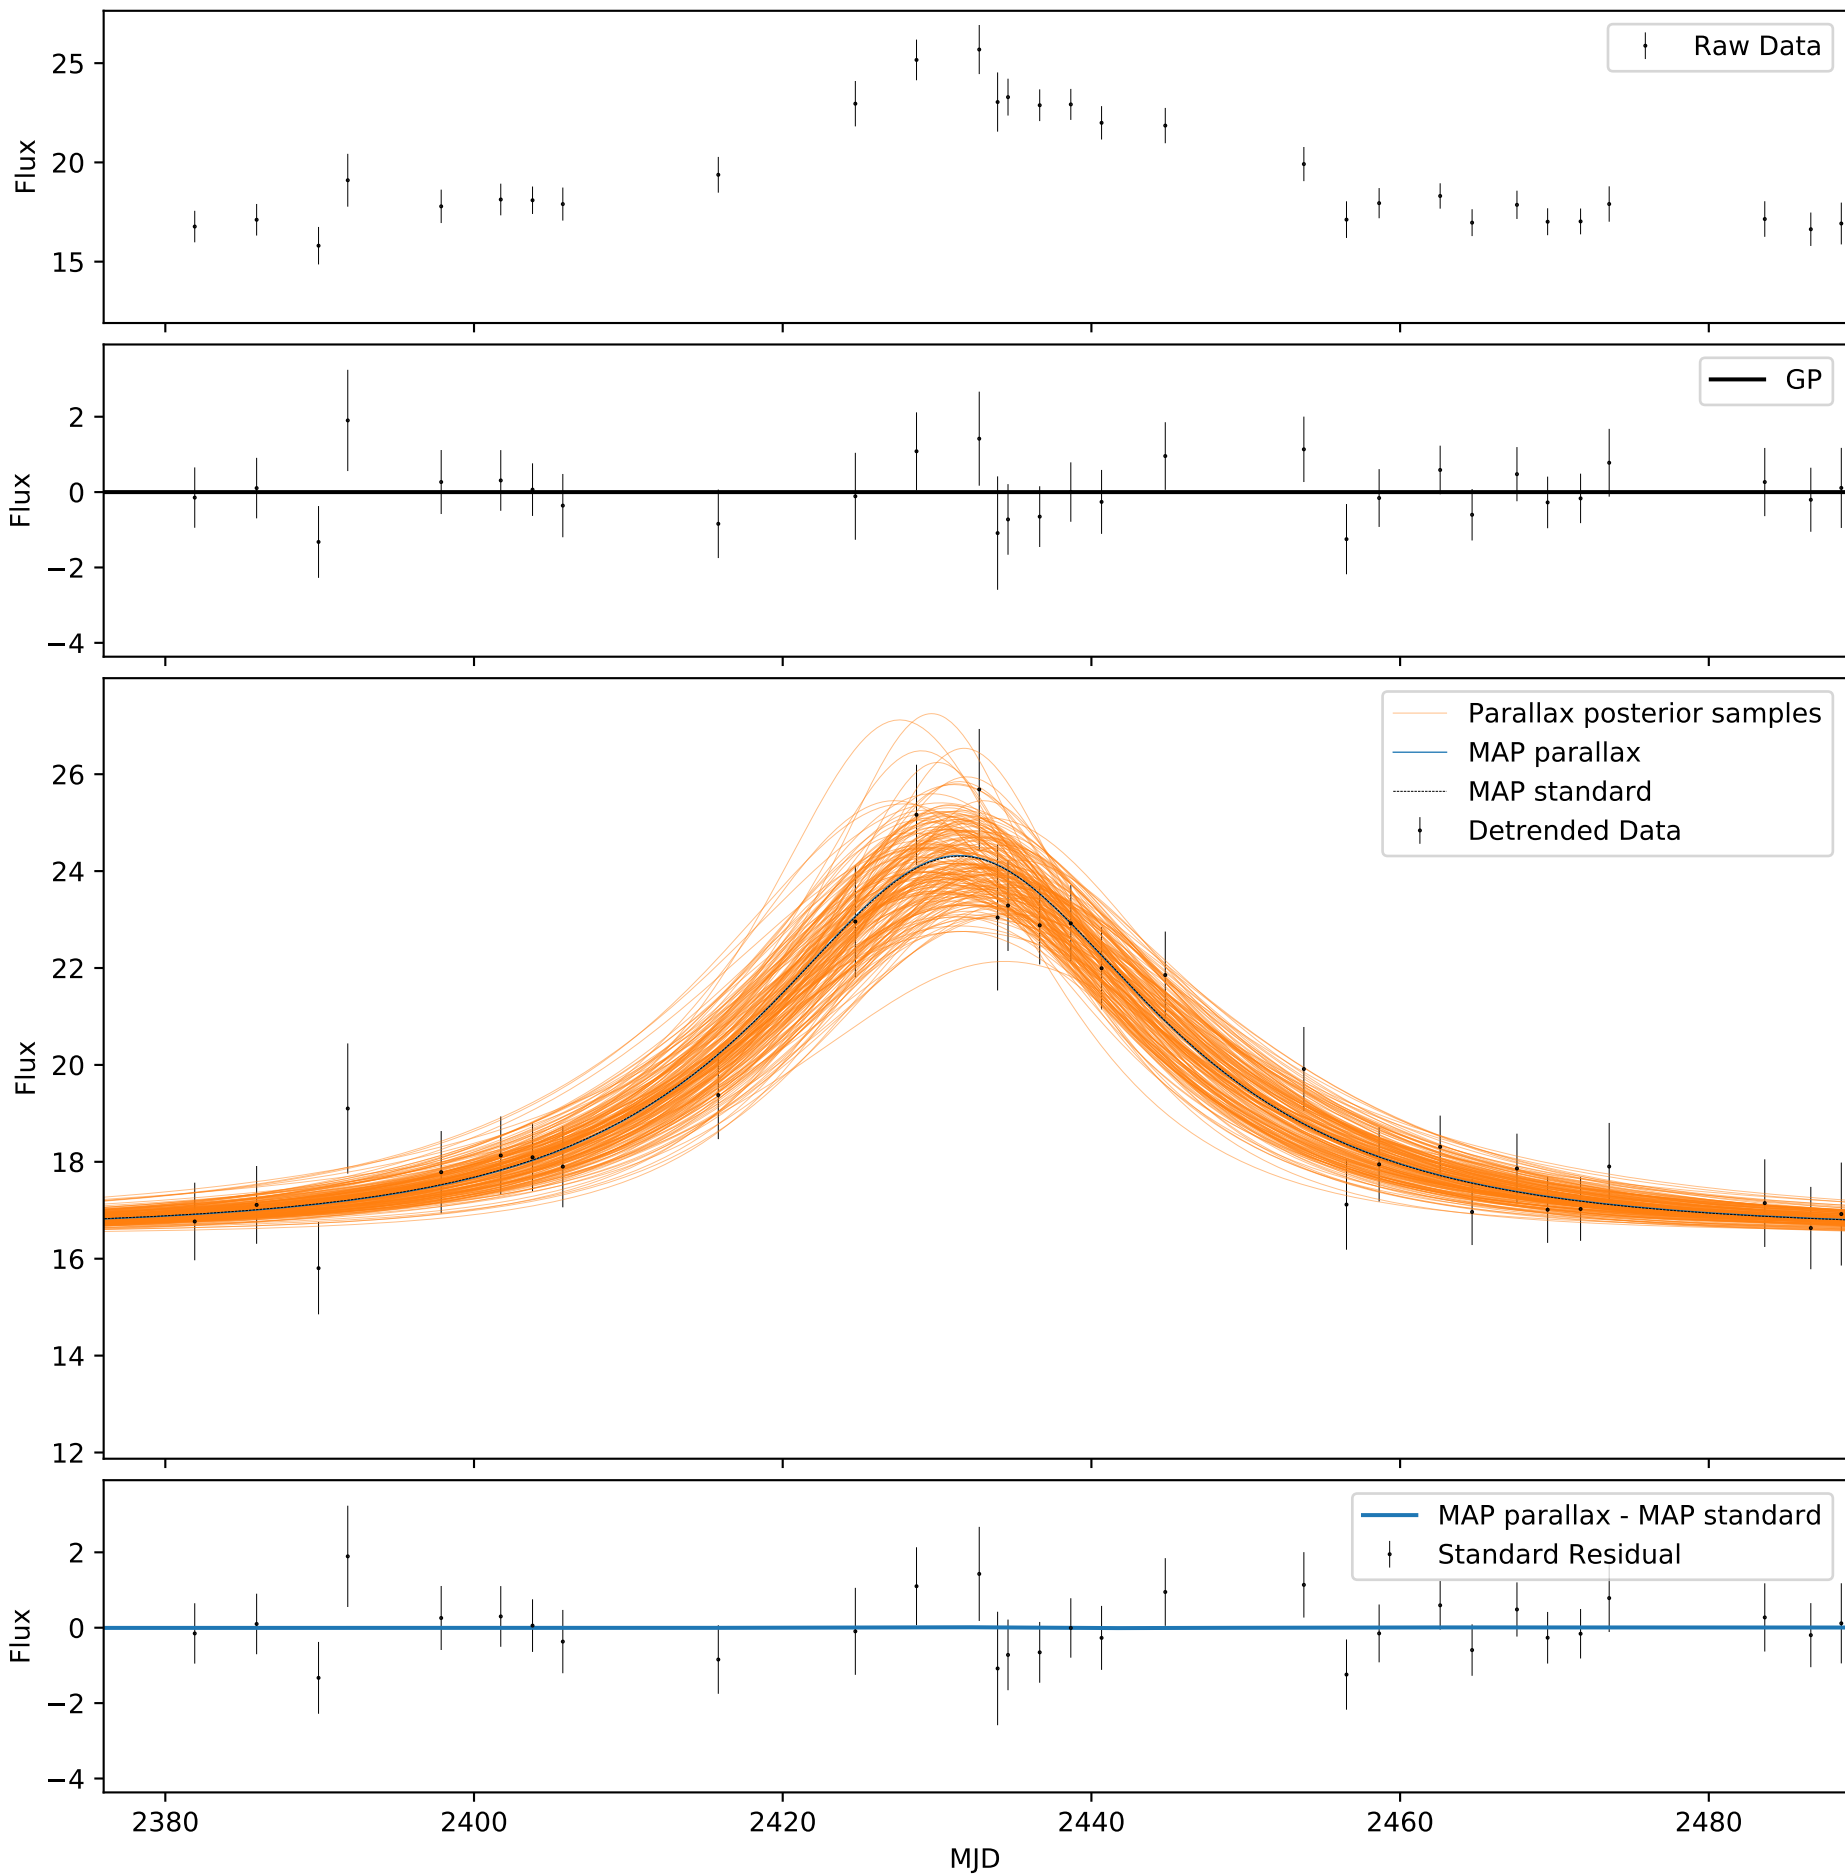 Raw Data
25
20
15
Flux
GP
2
0
−2
−4
Flux
Parallax posterior samples
MAP parallax
MAP standard
Detrended Data
26
24
22
20
18
16
14
12
Flux
MAP parallax - MAP standard
Standard Residual
2
0
−2
−4
Flux
2380 2400 2420 2440 2460 2480
MJD